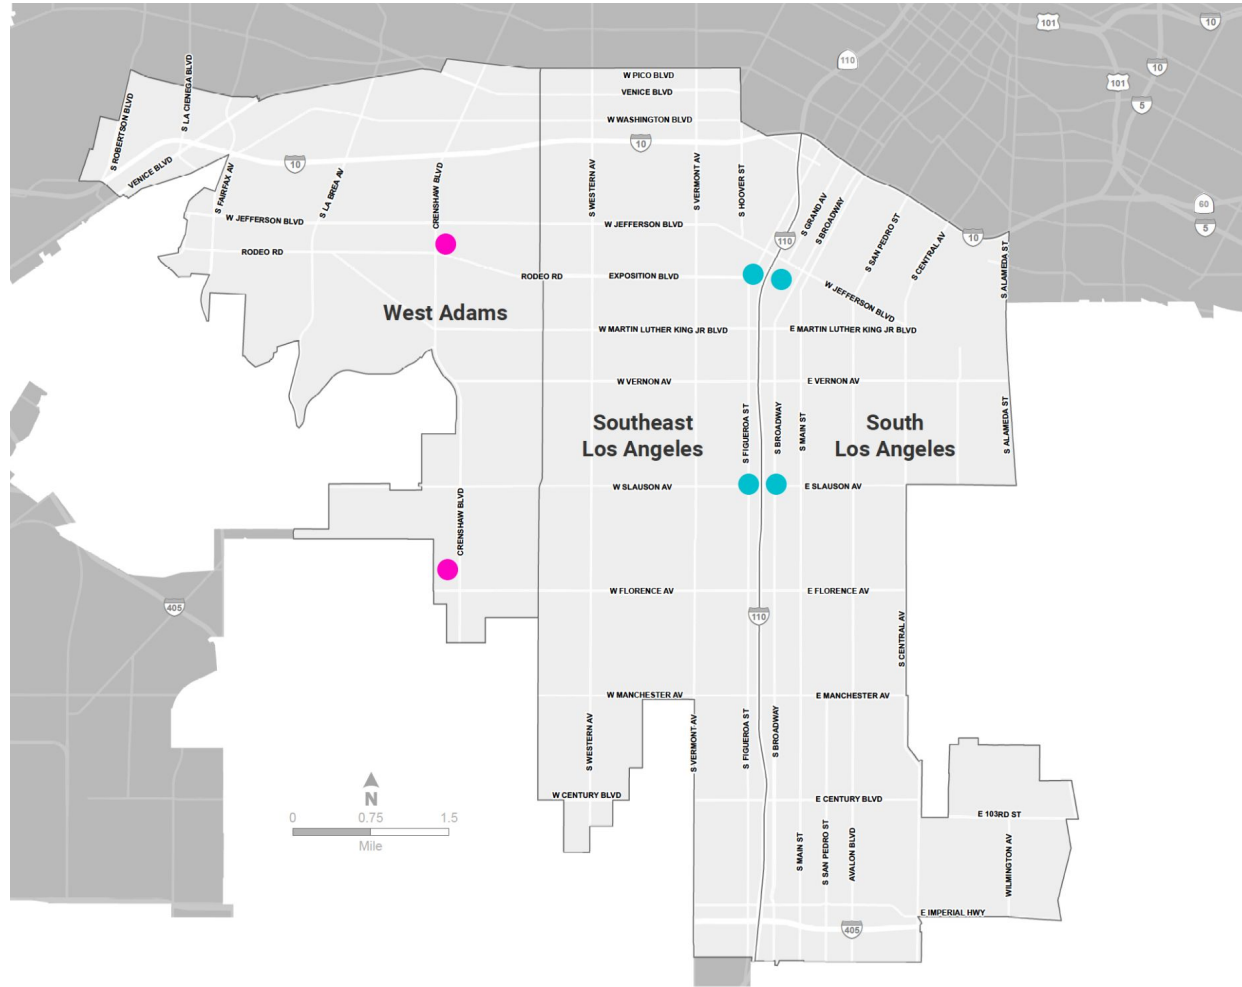 101
10
110
10
101
5
W PICO BLVD
VENICE BLVD
W WASHINGTON BLVD
S ROBERTSON BLVD
S LA CIENEGA BLVD
VENICE BLVD
10
10
S FAIRFAX AV
S LA BREA AV
CRENSHAW BLVD
S WESTERN AV
S VERMONT AV
S HOOVER ST
S GRAND AV
S BROADWAY
S SAN PEDRO ST
S CENTRAL AV
S ALAMEDA ST
60
5
10
110
W JEFFERSON BLVD
W JEFFERSON BLVD
RODEO RD
RODEO RD
EXPOSITION BLVD
W JEFFERSON BLVD
West Adams
W MARTIN LUTHER KING JR BLVD
E MARTIN LUTHER KING JR BLVD
W VERNON AV
E VERNON AV
Southeast
Los Angeles
S FIGUEROA ST
S BROADWAY
S MAIN ST
South
Los Angeles
S ALAMEDA ST
W SLAUSON AV
E SLAUSON AV
CRENSHAW BLVD
405
W FLORENCE AV
E FLORENCE AV
110
S CENTRAL AV
W MANCHESTER AV
E MANCHESTER AV
S WESTERN AV
S VERMONT AV
S FIGUEROA ST
S BROADWAY
W CENTURY BLVD
E CENTURY BLVD
N
0 0.75 1.5
Mile
S MAIN ST
S SAN PEDRO ST
AVALON BLVD
E 103RD ST
WILMINGTON AV
E IMPERIAL HWY
405